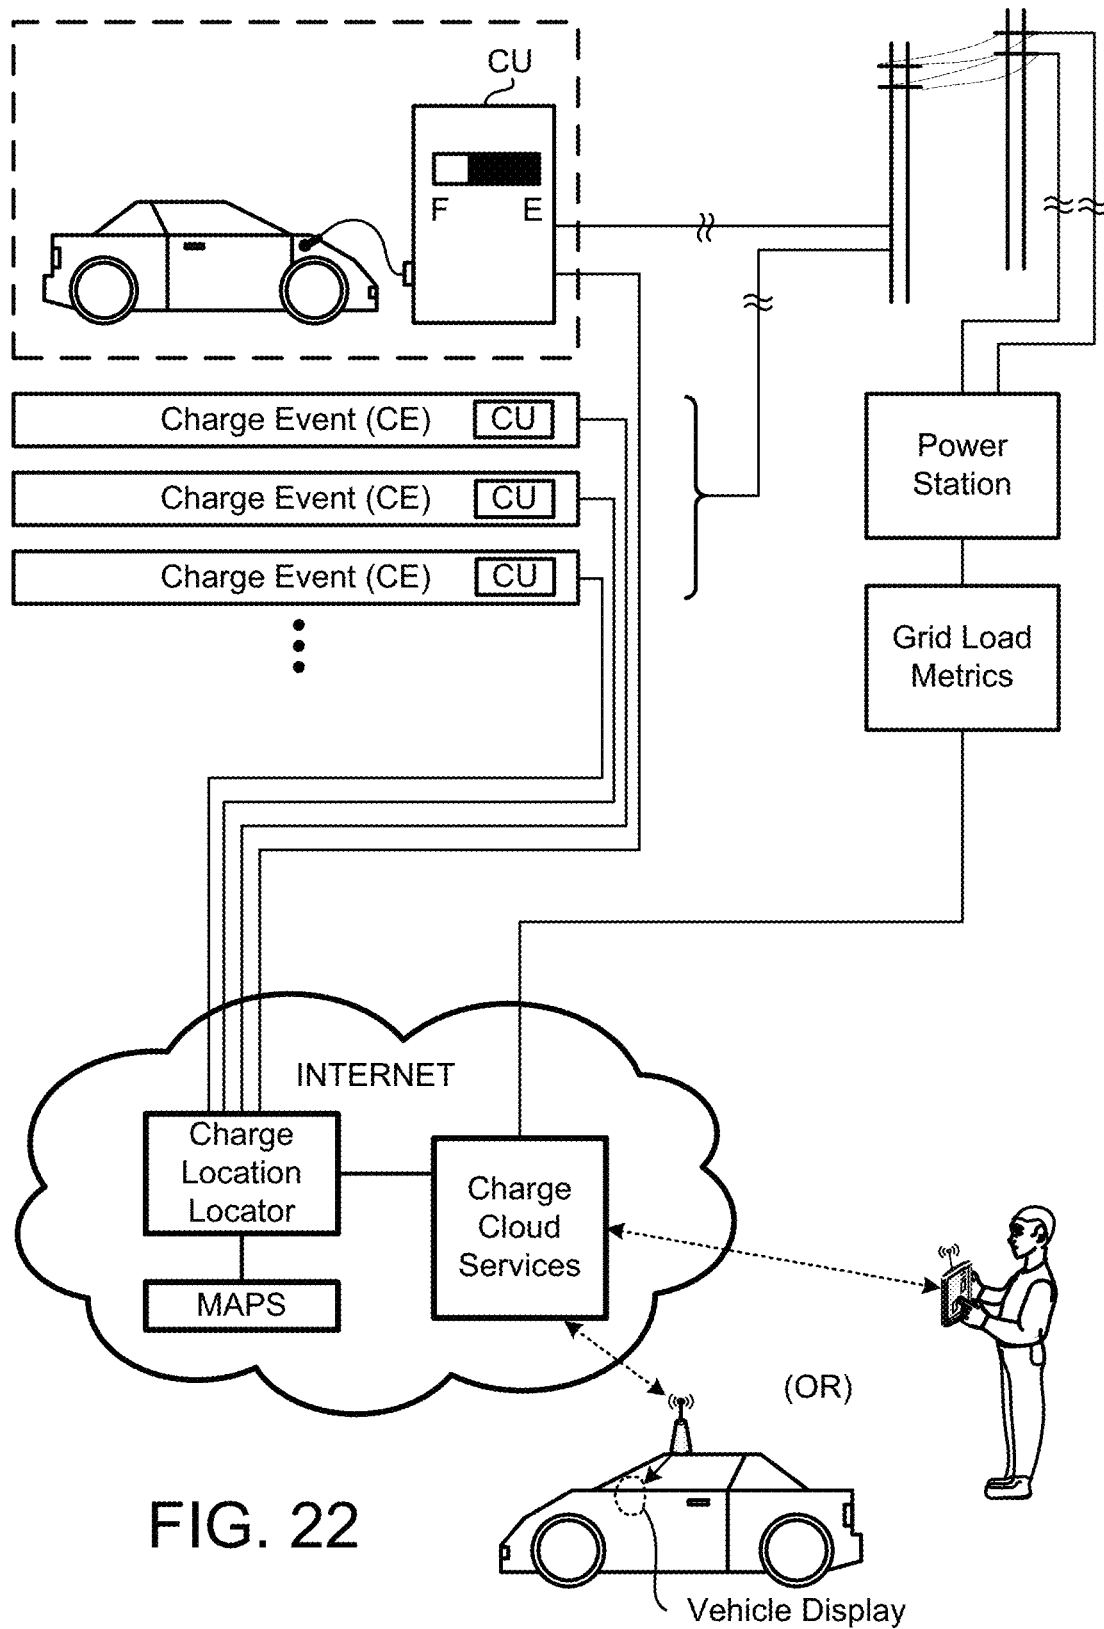 CU
F E
Charge Event (CE) CU
Charge Event (CE) CU
Charge Event (CE) CU
Power
Station
Grid Load
Metrics
INTERNET
Charge
Location
Locator
MAPS
Charge
Cloud
Services
(OR)
FIG. 22
Vehicle Display